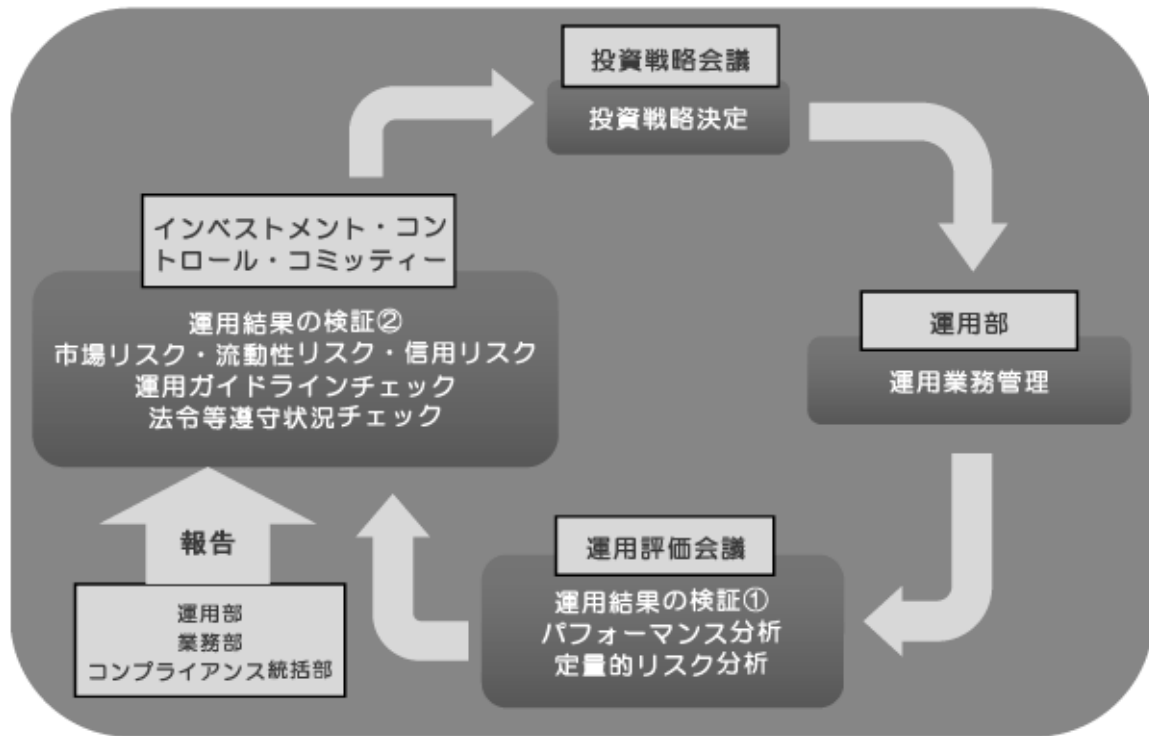 投資戦略会議
投資戦略決定
インベストメント・コン
トロール・コミッティー
運用結果の検証②
市場リスク・流動性リスク・信用リスク
運用ガイドラインチェック
法令等遵守状況チェック
運用部
運用業務管理
報告
運用部
業務部
コンプライアンス統括部
運用評価会議
運用結果の検証①
パフォーマンス分析
定量的リスク分析